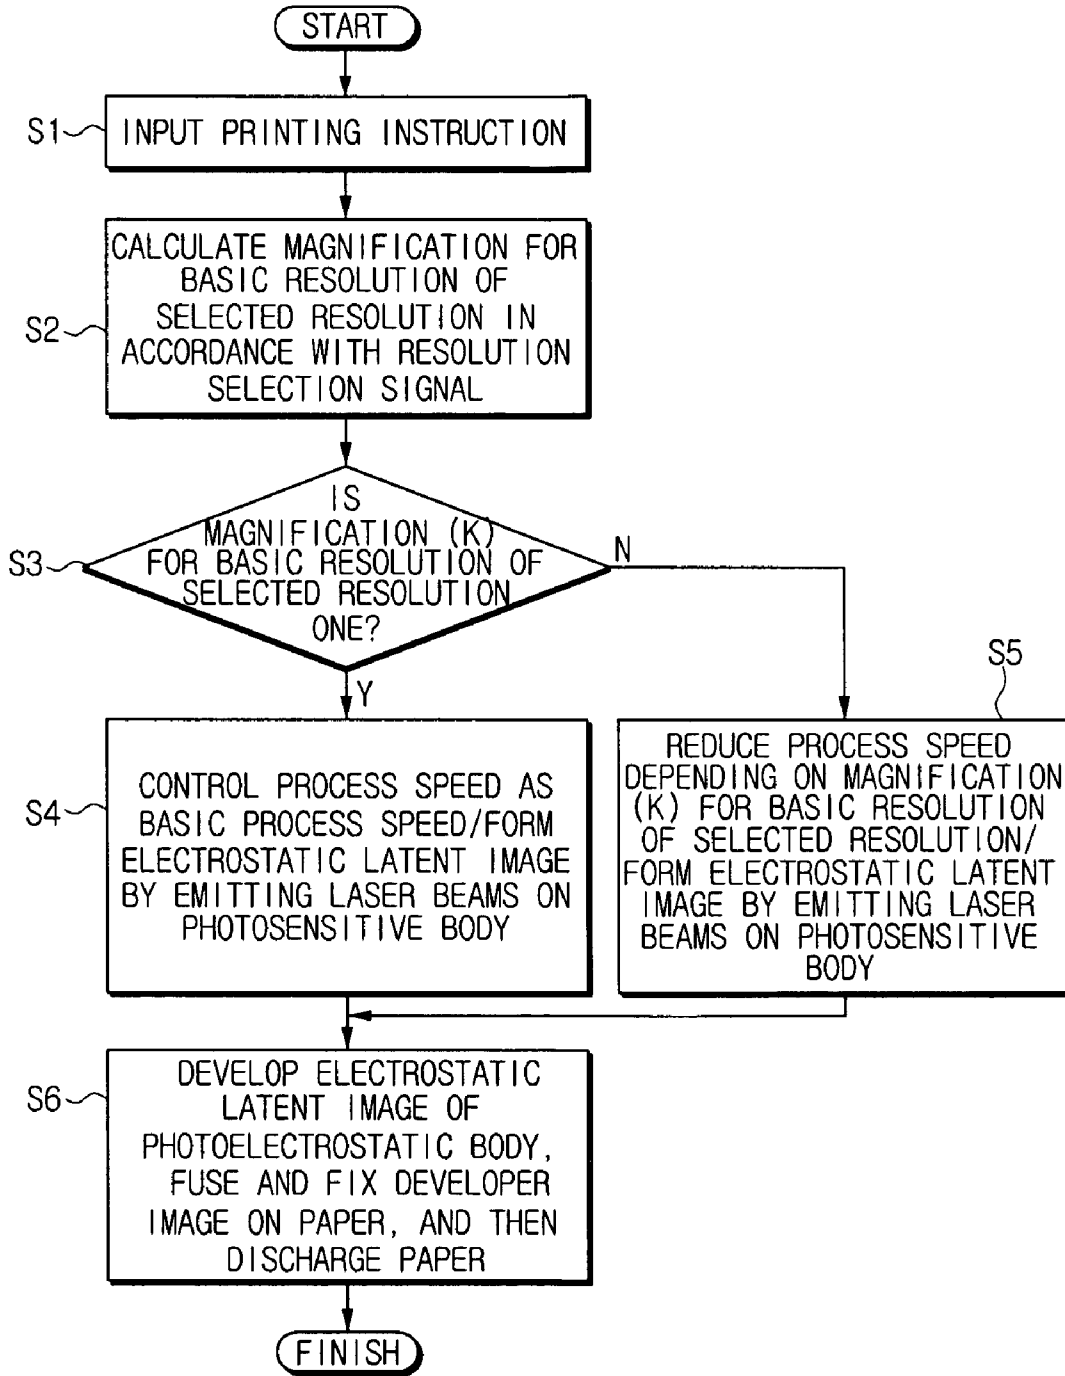 START
S1
INPUT PRINTING INSTRUCTION
S2
CALCULATE MAGNIFICATION FOR
BASIC RESOLUTION OF
SELECTED RESOLUTION IN
ACCORDANCE WITH RESOLUTION
SELECTION SIGNAL
S3
IS
MAGNIFICATION (K)
FOR BASIC RESOLUTION OF
SELECTED RESOLUTION
ONE?
N
Y
S4
CONTROL PROCESS SPEED AS
BASIC PROCESS SPEED/FORM
ELECTROSTATIC LATENT IMAGE
BY EMITTING LASER BEAMS ON
PHOTOSENSITIVE BODY
S5
REDUCE PROCESS SPEED
DEPENDING ON MAGNIFICATION
(K) FOR BASIC RESOLUTION
OF SELECTED RESOLUTION/
FORM ELECTROSTATIC LATENT
IMAGE BY EMITTING LASER
BEAMS ON PHOTOSENSITIVE
BODY
S6
DEVELOP ELECTROSTATIC
LATENT IMAGE OF
PHOTOELECTROSTATIC BODY,
FUSE AND FIX DEVELOPER
IMAGE ON PAPER, AND THEN
DISCHARGE PAPER
FINISH